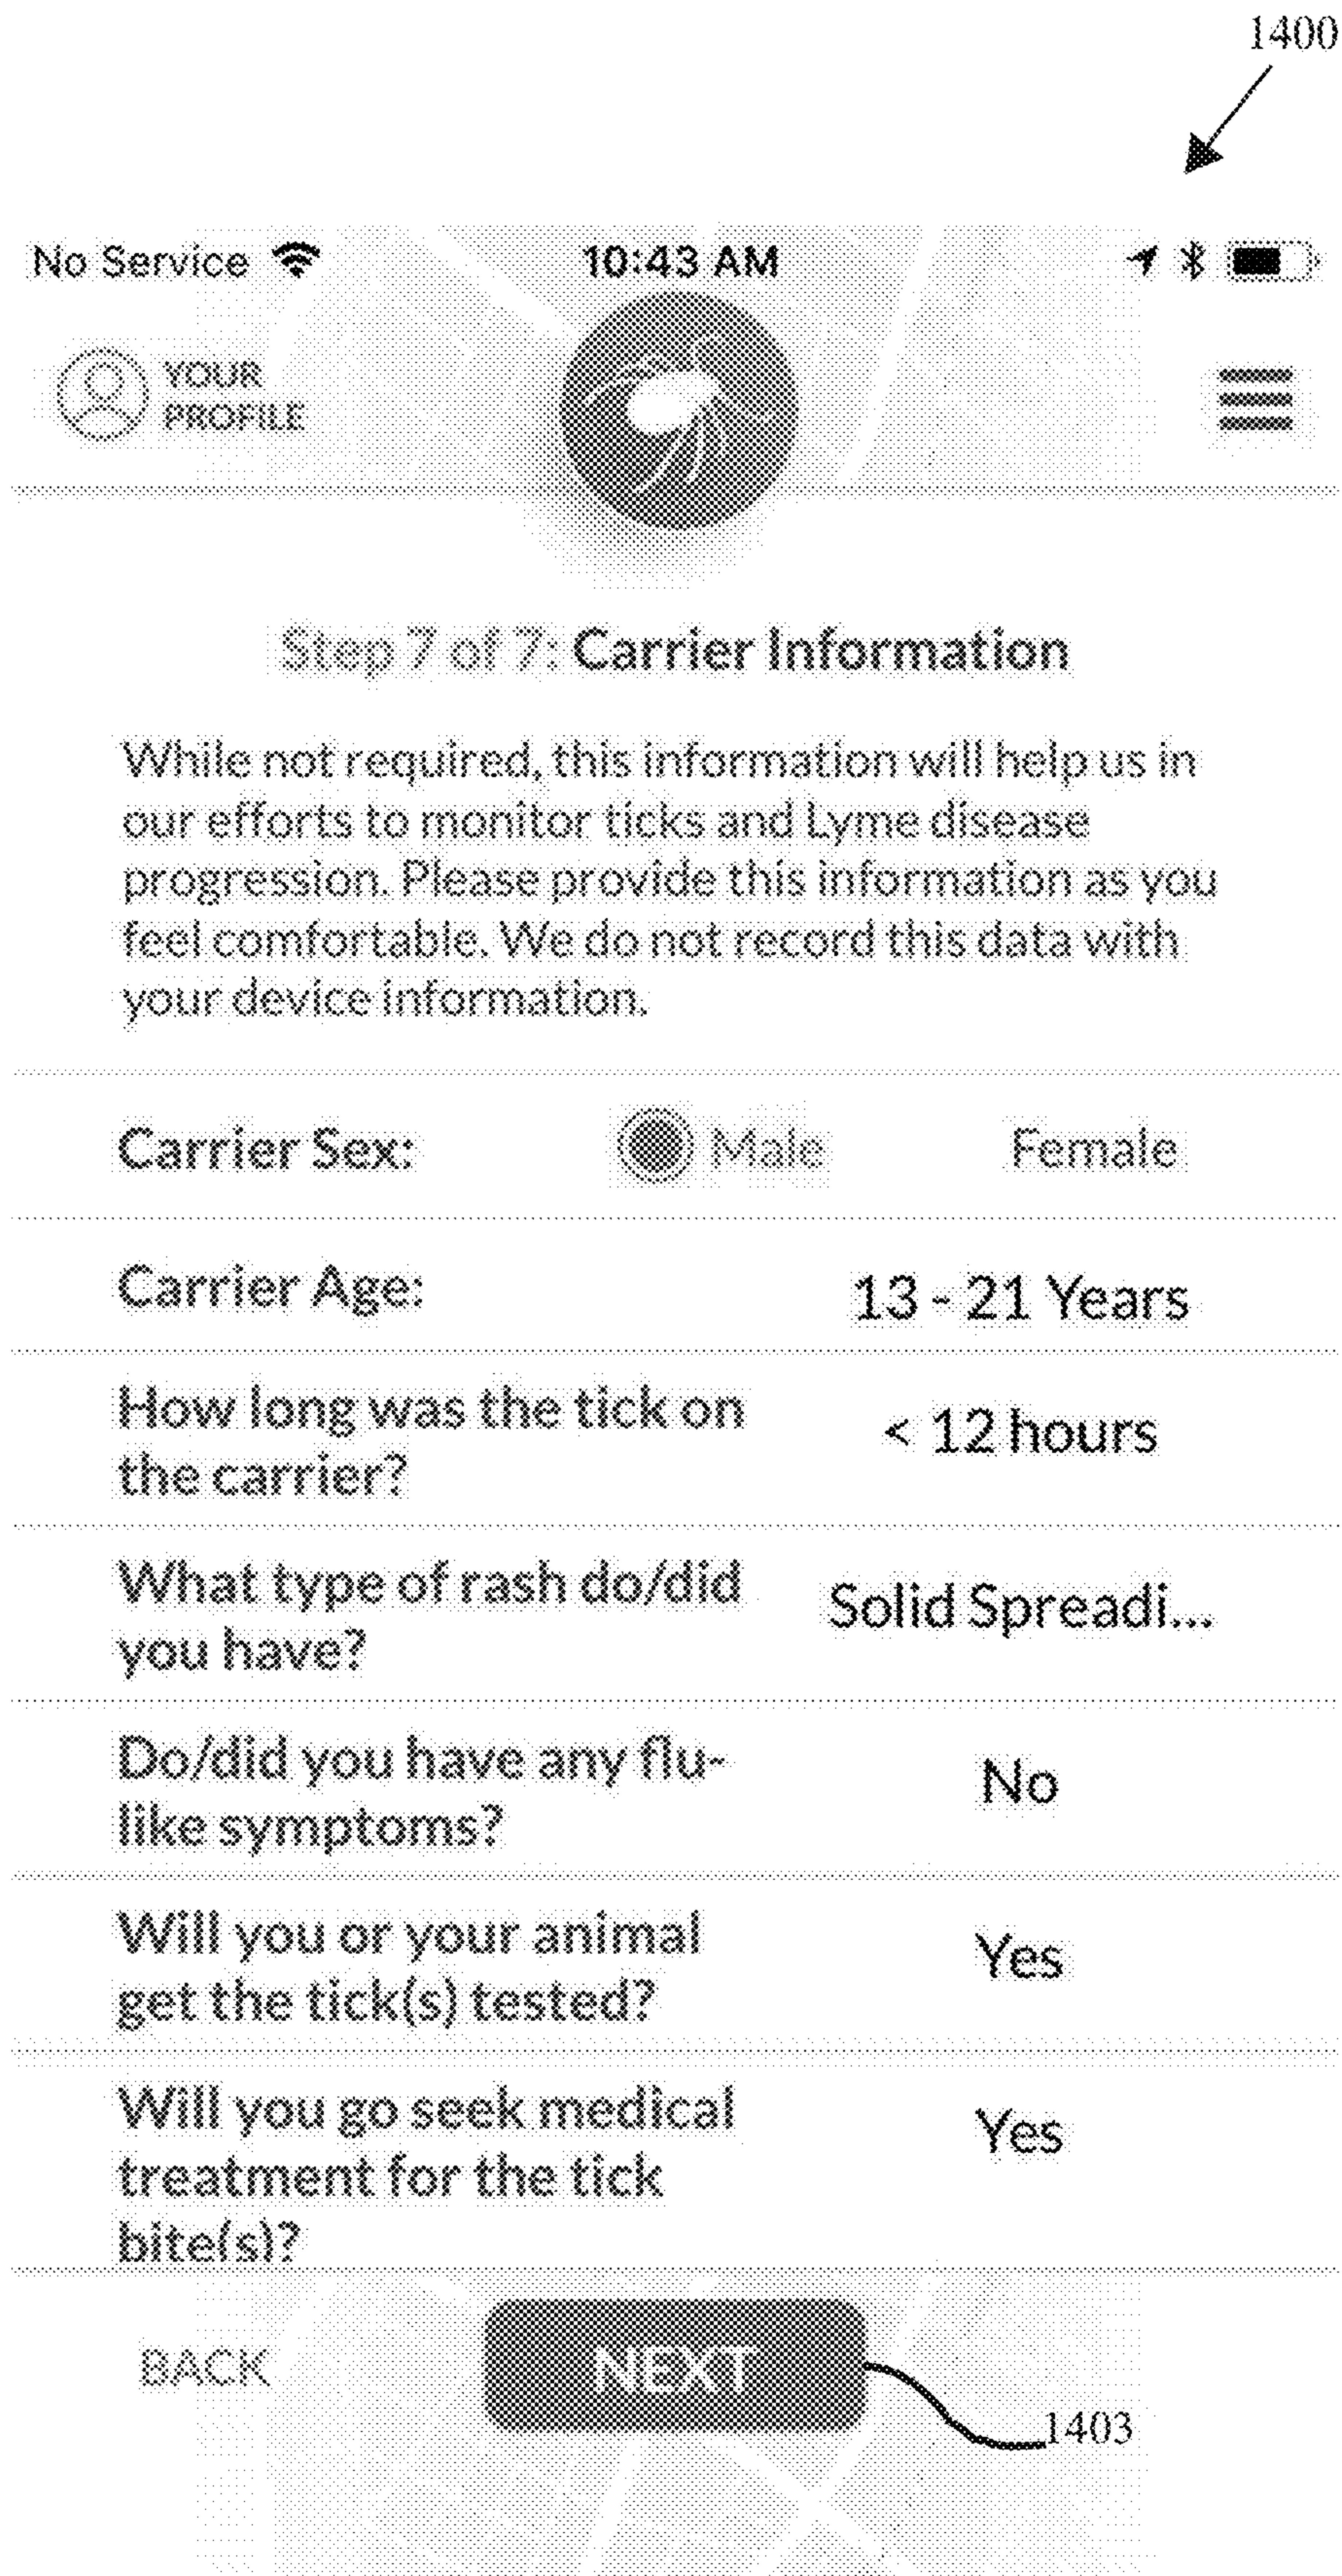 1400
No Service 10:43 AM
YOUR
PROFILE
Step 7 of 7: Carrier Information
While not required, this information will help us in
our efforts to monitor ticks and Lyme disease
progression. Please provide this information as you
feel comfortable. We do not record this data with
your device information.
Carrier Sex: Male Female
Carrier Age: 13 - 21 Years
How long was the tick on
the carrier?
< 12 hours
What type of rash do/did
you have?
Solid Spreadi...
Do/did you have any flu-
like symptoms?
No
Will you or your animal
get the tick(s) tested?
Yes
Will you go seek medical
treatment for the tick
bite(s)?
Yes
BACK NEXT
1403